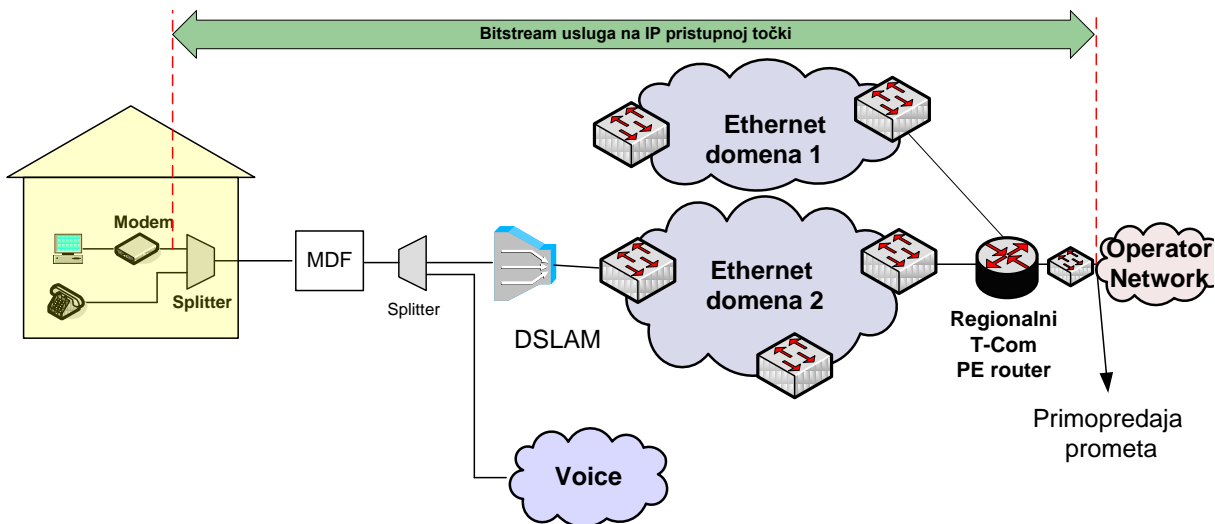 Bitstream usluga na IP pristupnoj točki
Ethernet
domena 1
Modem
Splitter
MDF
Splitter
DSLAM
Ethernet
domena 2
Regionalni
T-Com
PE router
Operator
Network
Primopredaja
prometa
Voice